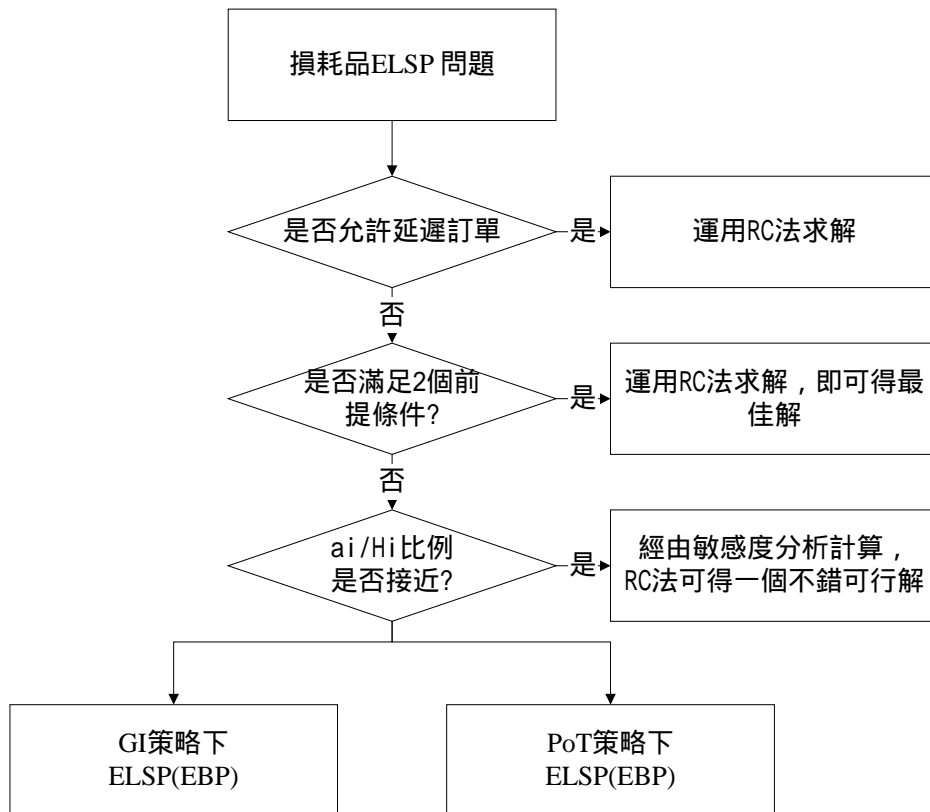 損耗品ELSP 問題
是否允許延遲訂單
是
運用RC法求解
否
是否滿足2個前
提條件?
是
運用RC法求解，即可得最
佳解
否
ai/Hi比例
是否接近?
是
經由敏感度分析計算，
RC法可得一個不錯可行解
GI策略下
ELSP(EBP)
PoT策略下
ELSP(EBP)